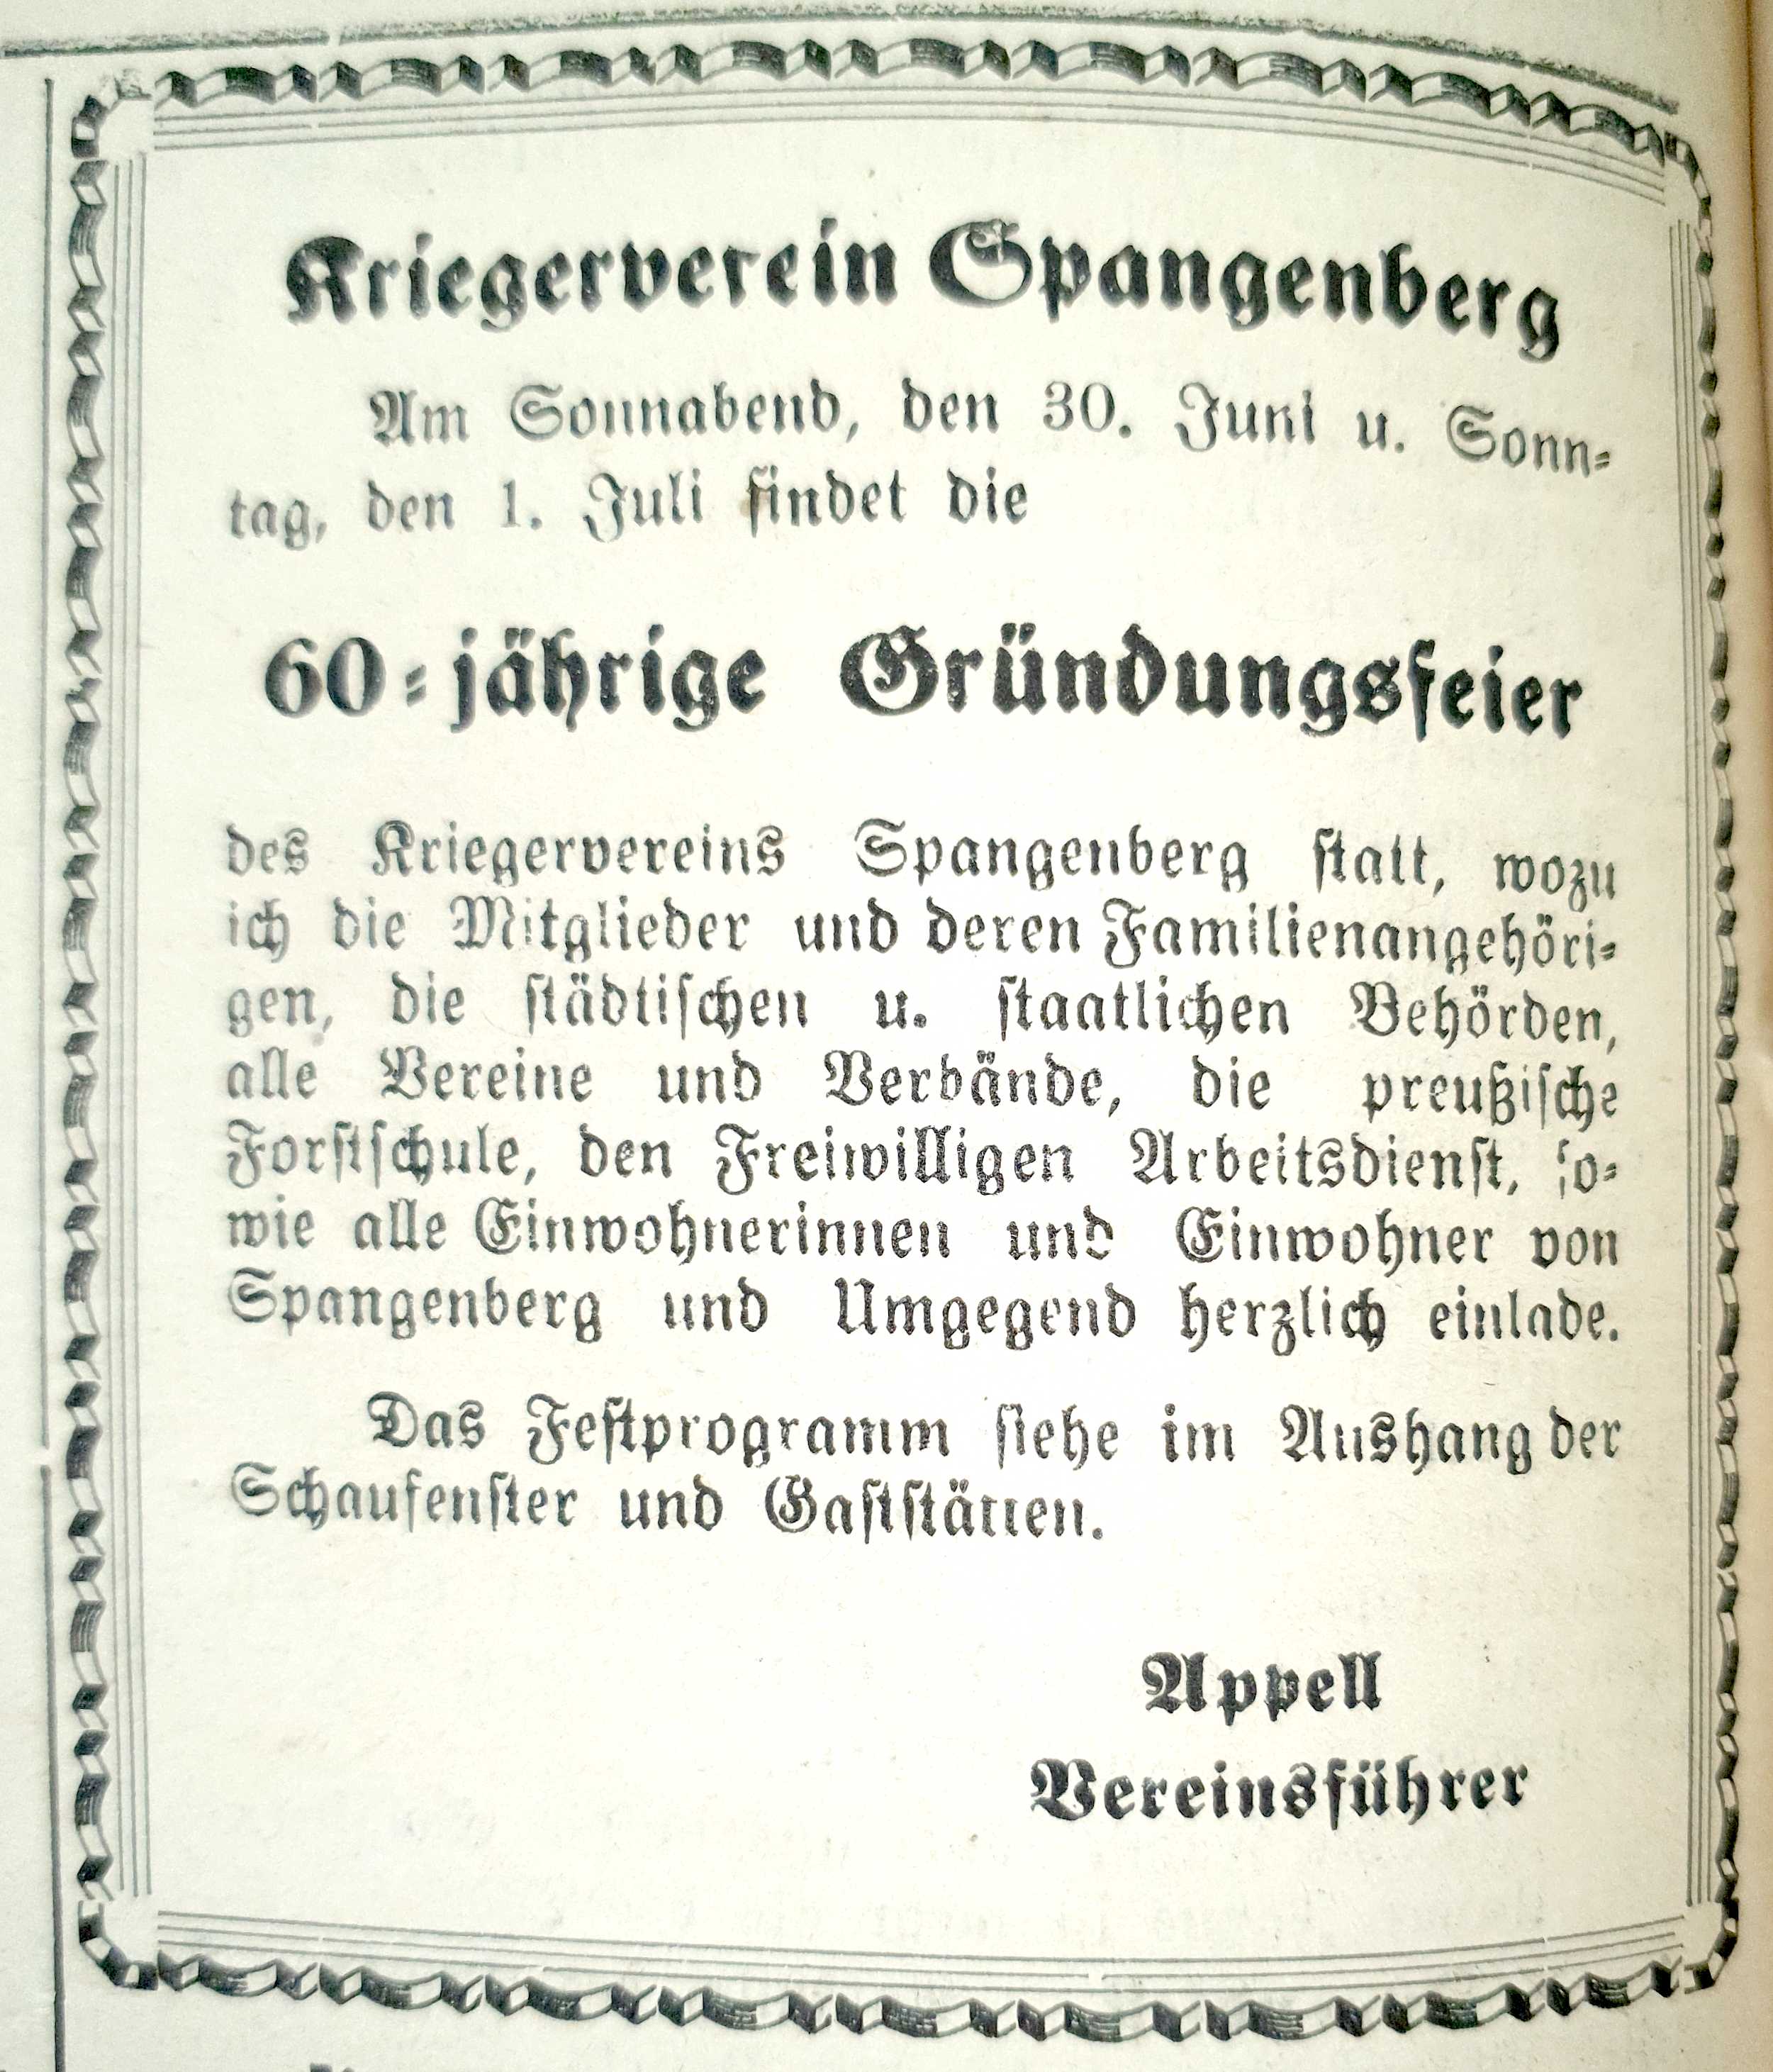 Kriegerverein Spangenberg
Am Sonnabend, den 30. Juni u. Sonn-
tag, den 1. Juli findet die
60-jährige Gründungsfeier
des Kriegervereins Spangenberg statt, wozu
ich die Mitglieder und deren Familienangehöri-
gen, die städtischen u. staatlichen Behörden,
alle Vereine und Verbände, die preußische
Forstschule, den Freiwilligen Arbeitsdienst, so-
wie alle Einwohnerinnen und Einwohner von
Spangenberg und Umgegend herzlich einlade.
Das Festprogramm siehe im Aushang der
Schaufenster und Gaststätten.
Appell
Vereinsführer